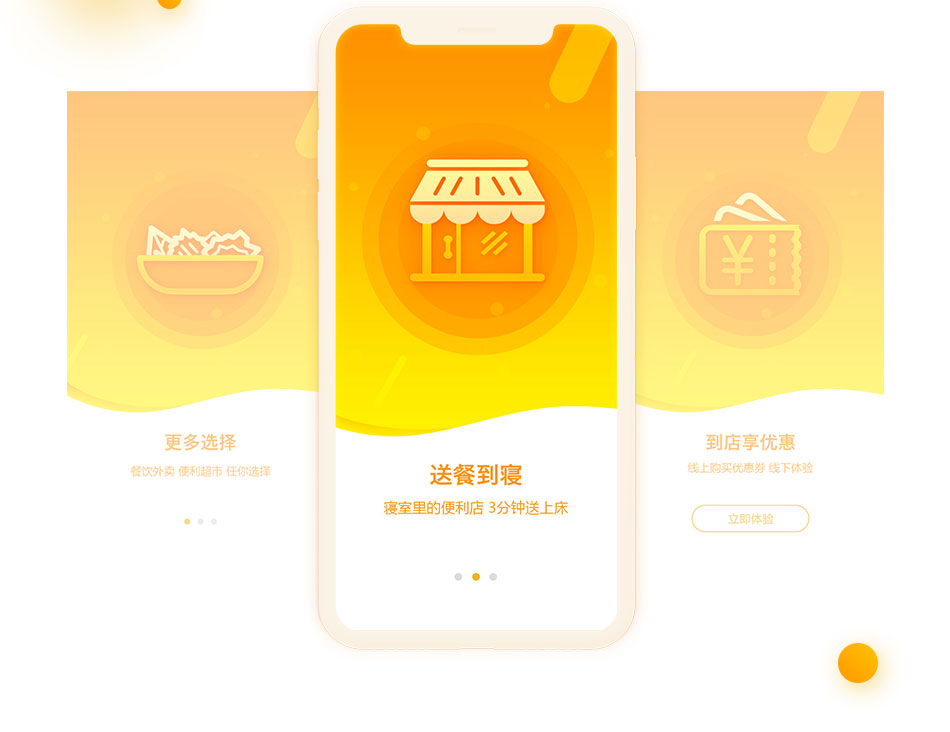 更多选择
餐饮外卖 便利超市 任你选择
送餐到寝
寝室里的便利店 3分钟送上床
到店享优惠
线上购买优惠券 线下体验
立即体验
¥